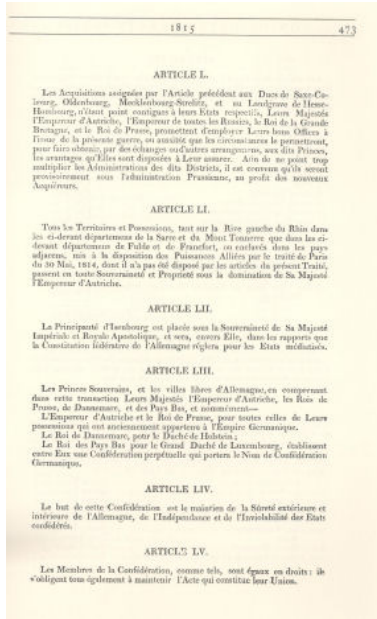 1815
473
ARTICLE L.
Les Acquisitions assignées par l'Article précédent aux Ducs de Saxe-Co-
bourg, Oldenbourg, Mecklenbourg-Strelitz, et au Landgrave de Hesse-
Hombourg, n'étant point contiguës à leurs Etats respectifs, Leurs Majestés
l'Empereur d'Autriche, l'Empereur de toutes les Russies, le Roi de la Grande
Bretagne, et le Roi de Prusse, promettent d'employer Leurs bons Offices à
l'issue de la présente guerre, ou aussitôt que les circonstances le permettront,
pour faire obtenir, par des échanges ou d'autres arrangemens, aux dits Princes,
les avantages qu'Elles sont disposées à Leur assurer. Afin de ne point trop
multiplier les Administrations des dits Districts, il est convenu qu'ils seront
provisoirement sous l'administration Prussienne, au profit des nouveaux
Acquéreurs.
ARTICLE LI.
Tous les Territoires et Possessions, tant sur la Rive gauche du Rhin dans
les ci-devant départemens de la Sarre et du Mont Tonnerre que dans les ci-
devant départemens de Fulde et de Francfort, ou enclavés dans les pays
adjacens, mis à la disposition des Puissances Alliées par le traité de Paris
du 30 Mai, 1814, dont il n'a pas été disposé par les articles du présent Traité,
passent en toute Souveraineté et Propriété sous la domination de Sa Majesté
l'Empereur d'Autriche.
ARTICLE LII.
La Principauté d'Isenbourg est placée sous la Souveraineté de Sa Majesté
Impériale et Royale Apostolique, et sera, envers Elle, dans les rapports que
la Constitution fédérative de l'Allemagne réglera pour les Etats médiatisés.
ARTICLE LIII.
Les Princes Souverains, et les villes libres d'Allemagne, en comprenant
dans cette transaction Leurs Majestés l'Empereur d'Autriche, les Rois de
Prusse, de Dannemarc, et des Pays Bas, et nommément—
L'Empereur d'Autriche et le Roi de Prusse, pour toutes celles de Leurs
possessions qui ont anciennement appartenu à l'Empire Germanique.
Le Roi de Dannemarc, pour le Duché de Holstein ;
Le Roi des Pays Bas pour le Grand Duché de Luxembourg, établissent
entre Eux une Confédération perpétuelle qui portera le Nom de Confédération
Germanique.
ARTICLE LIV.
Le but de cette Confédération est le maintien de la Sûreté extérieure et
intérieure de l'Allemagne, de l'Indépendance et de l'Inviolabilité des Etats
confédérés.
ARTICLE LV.
Les Membres de la Confédération, comme tels, sont égaux en droits : ils
s'obligent tous également à maintenir l'Acte qui constitue leur Union.